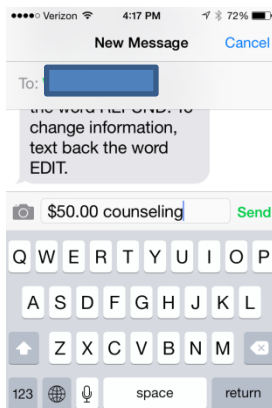 Verizon 4:17 PM 72%
New Message Cancel
To:
the word REFUND. To
change information,
text back the word
EDIT.
$50.00 counseling Send
Q W E R T Y U I O P
A S D F G H J K L
Z X C V B N M
123 space return